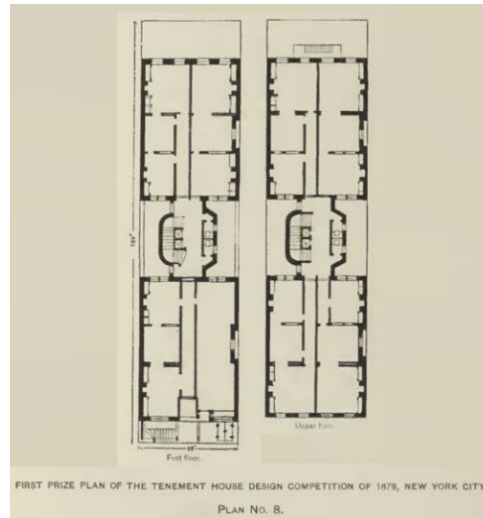 First floor.
Upper floor.
FIRST PRIZE PLAN OF THE TENEMENT HOUSE DESIGN COMPETITION OF 1879, NEW YORK CITY
PLAN NO. 8.